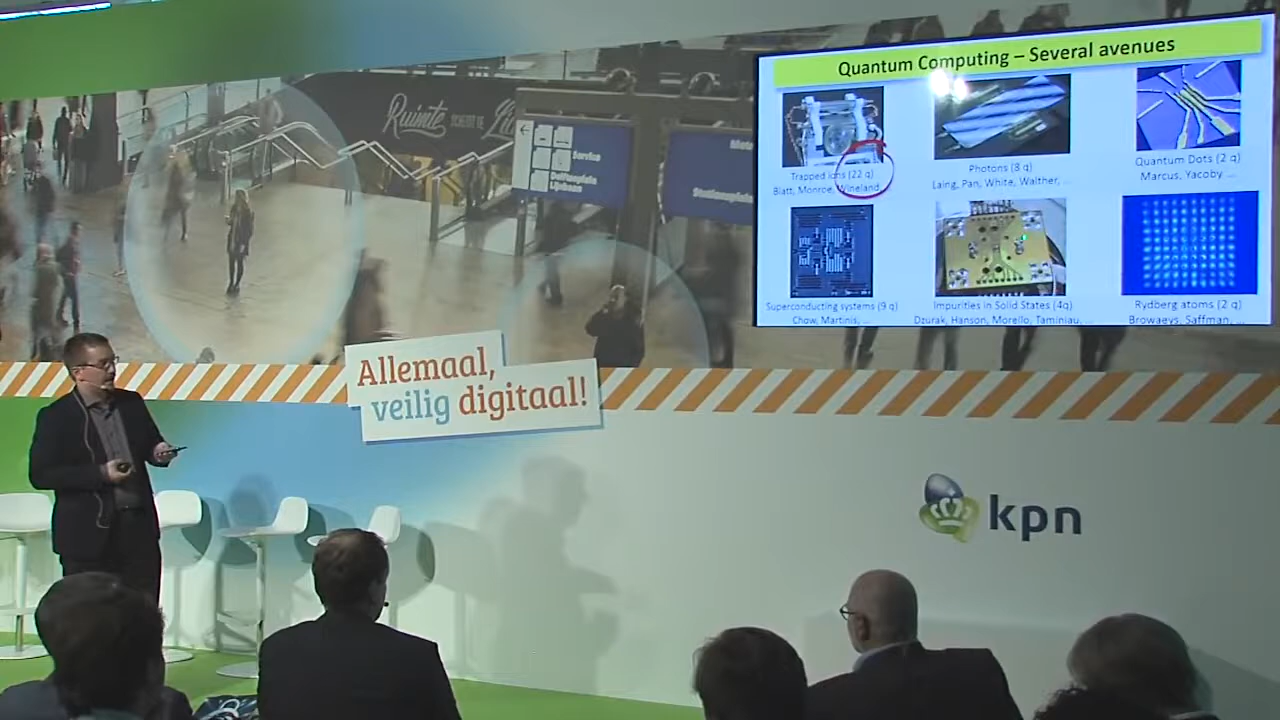 Quantum Computing – Several avenues
Trapped ions (22 q)
Blatt, Monroe, Wineland
Photons (8 q)
Laing, Pan, White, Walther, ...
Quantum Dots (2 q)
Marcus, Yacoby ...
Superconducting systems (9 q)
Chow, Martinis, ...
Impurities in Solid States (4q)
Dzurak, Hanson, Morello, Taminiau, ...
Rydberg atoms (2 q)
Browaeys, Saffman, ...
Ruimte
Service
Allemaal,
veilig digitaal!
kpn